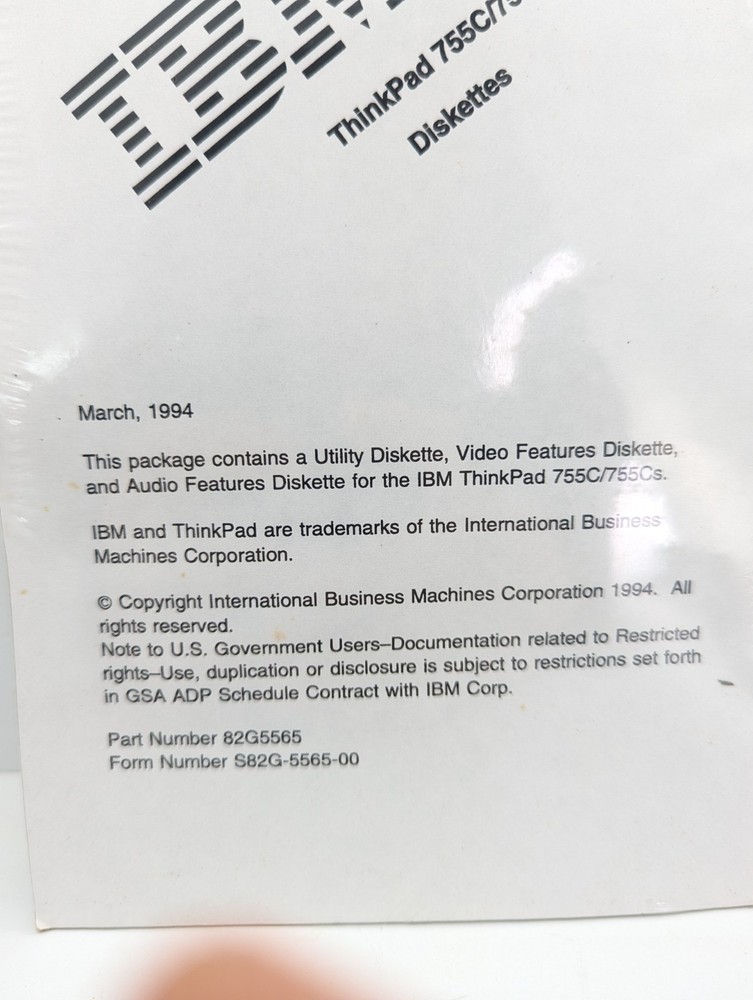 IBM
ThinkPad 755C/75
Diskettes
March, 1994
This package contains a Utility Diskette, Video Features Diskette,
and Audio Features Diskette for the IBM ThinkPad 755C/755Cs.
IBM and ThinkPad are trademarks of the International Business
Machines Corporation.
© Copyright International Business Machines Corporation 1994. All
rights reserved.
Note to U.S. Government Users–Documentation related to Restricted
rights–Use, duplication or disclosure is subject to restrictions set forth
in GSA ADP Schedule Contract with IBM Corp.
Part Number 82G5565
Form Number S82G-5565-00